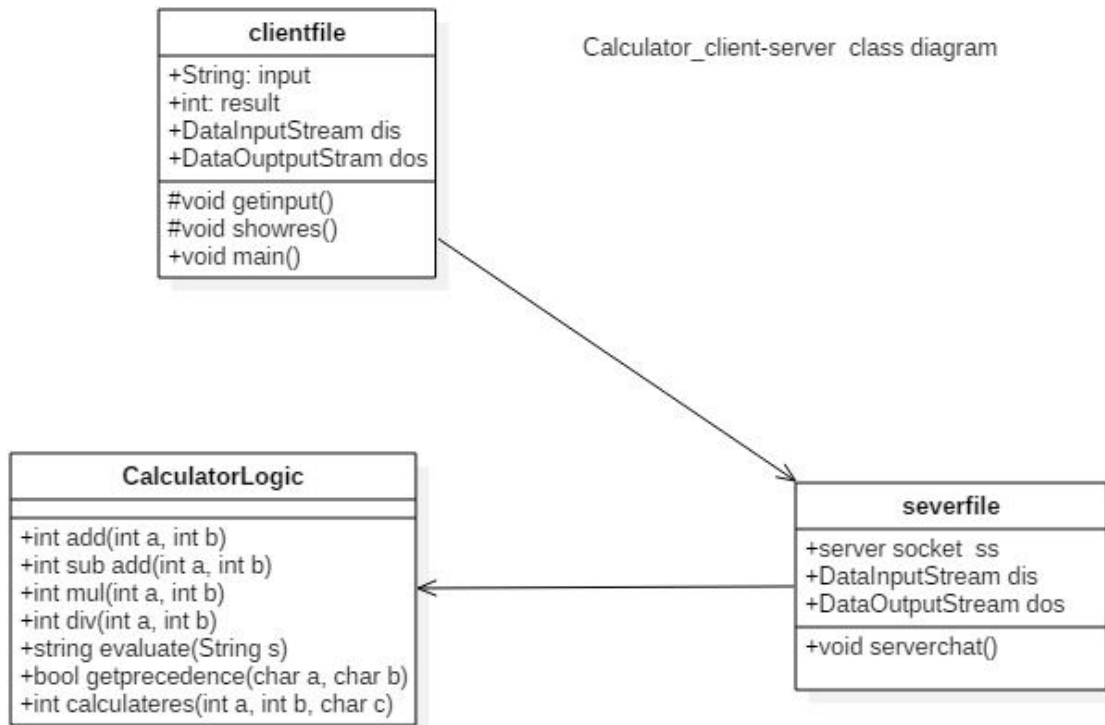 clientfile
+String: input
+int: result
+DataInputStream dis
+DataOuptputStram dos
#void getinput()
#void showres()
+void main()
Calculator_client-server class diagram
CalculatorLogic
+int add(int a, int b)
+int sub add(int a, int b)
+int mul(int a, int b)
+int div(int a, int b)
+string evaluate(String s)
+bool getprecedence(char a, char b)
+int calculateres(int a, int b, char c)
severfile
+server socket ss
+DataInputStream dis
+DataOutputStream dos
+void serverchat()